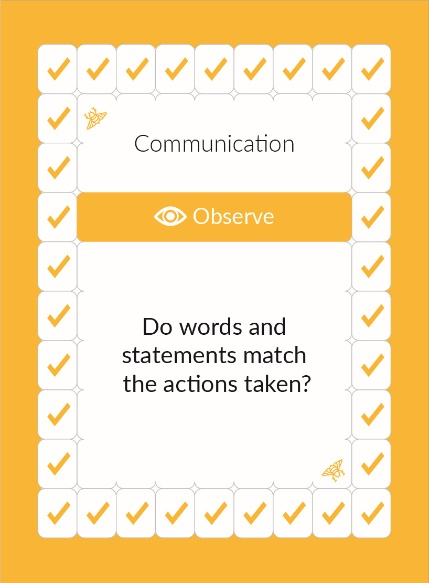 Communication
Observe
Do words and
statements match
the actions taken?